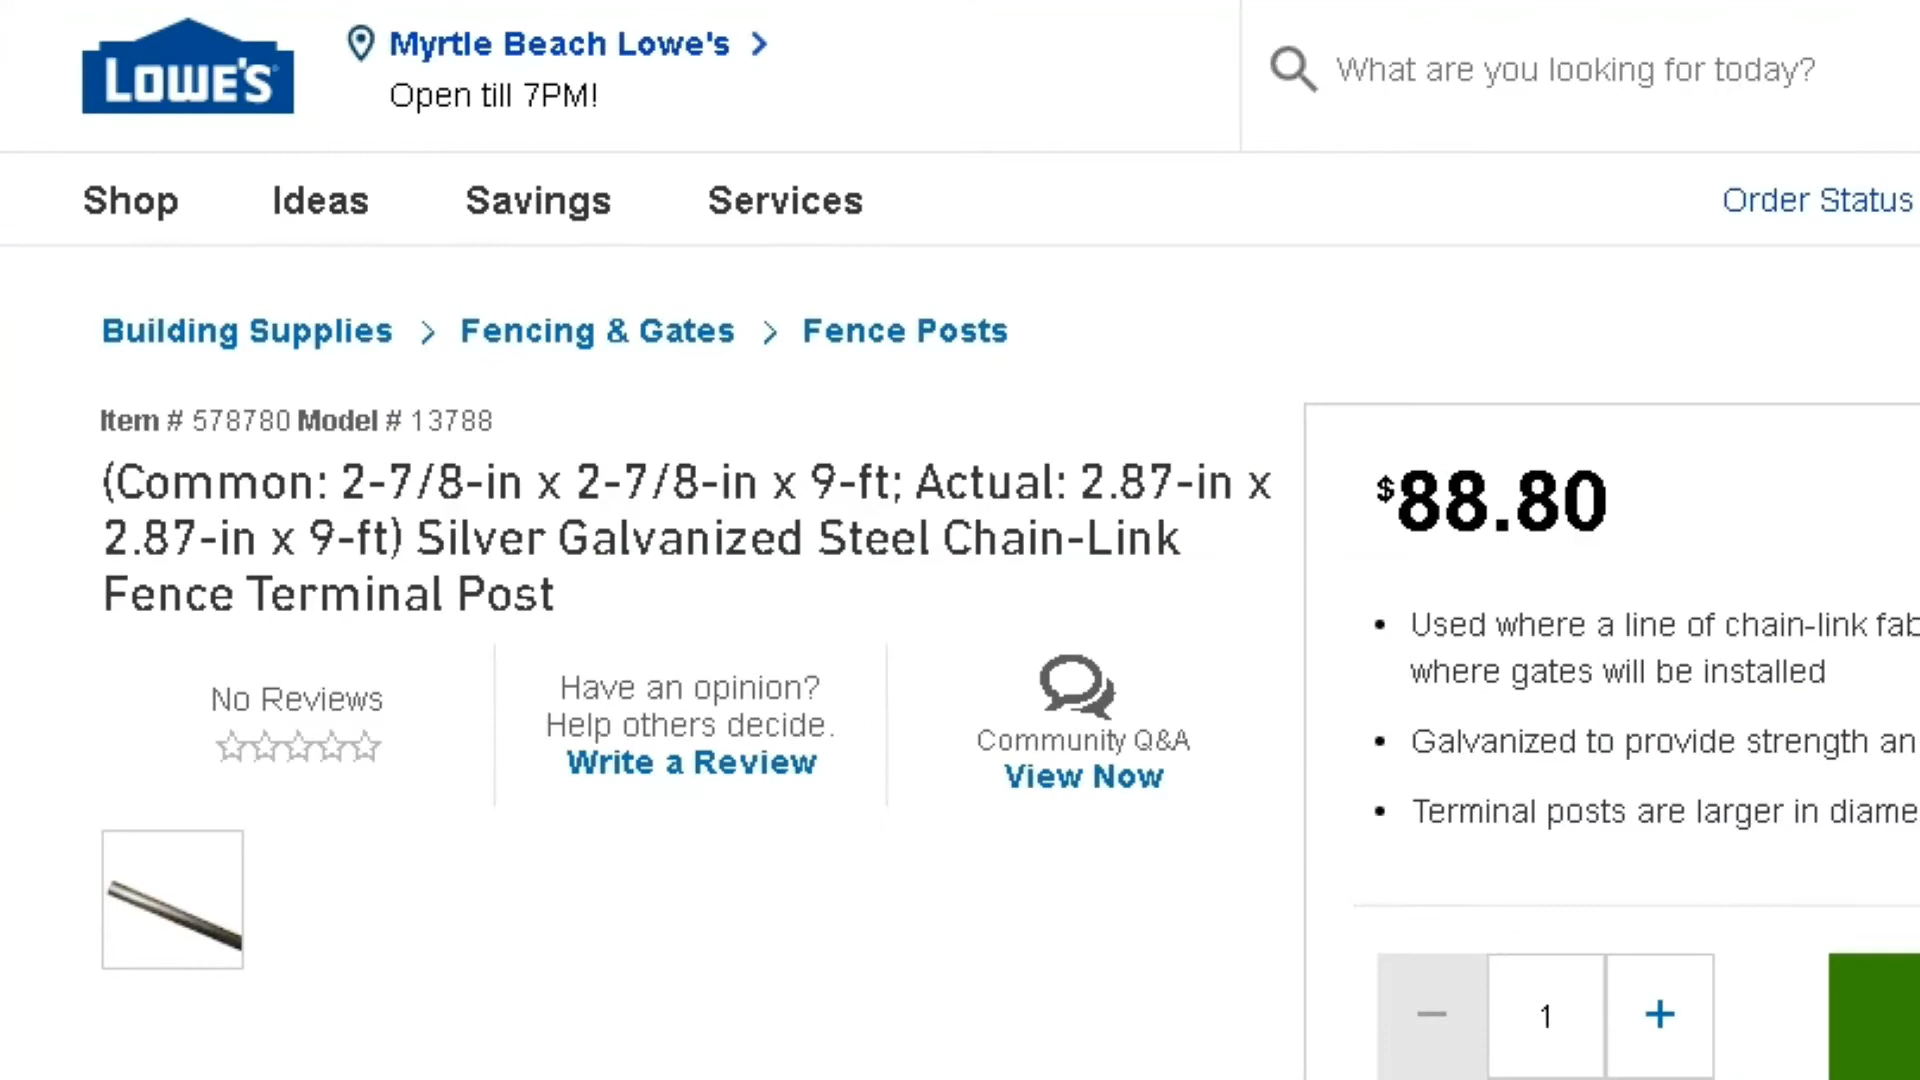 LOWE'S
Myrtle Beach Lowe's
Open till 7PM!
What are you looking for today?
Shop
Ideas
Savings
Services
Order Status
Building Supplies > Fencing & Gates > Fence Posts
Item # 578780 Model # 13788
(Common: 2-7/8-in x 2-7/8-in x 9-ft; Actual: 2.87-in x
2.87-in x 9-ft) Silver Galvanized Steel Chain-Link
Fence Terminal Post
No Reviews
Have an opinion?
Help others decide.
Write a Review
Community Q&A
View Now
$88.80
• Used where a line of chain-link fab
where gates will be installed
• Galvanized to provide strength an
• Terminal posts are larger in diame
− 1 +